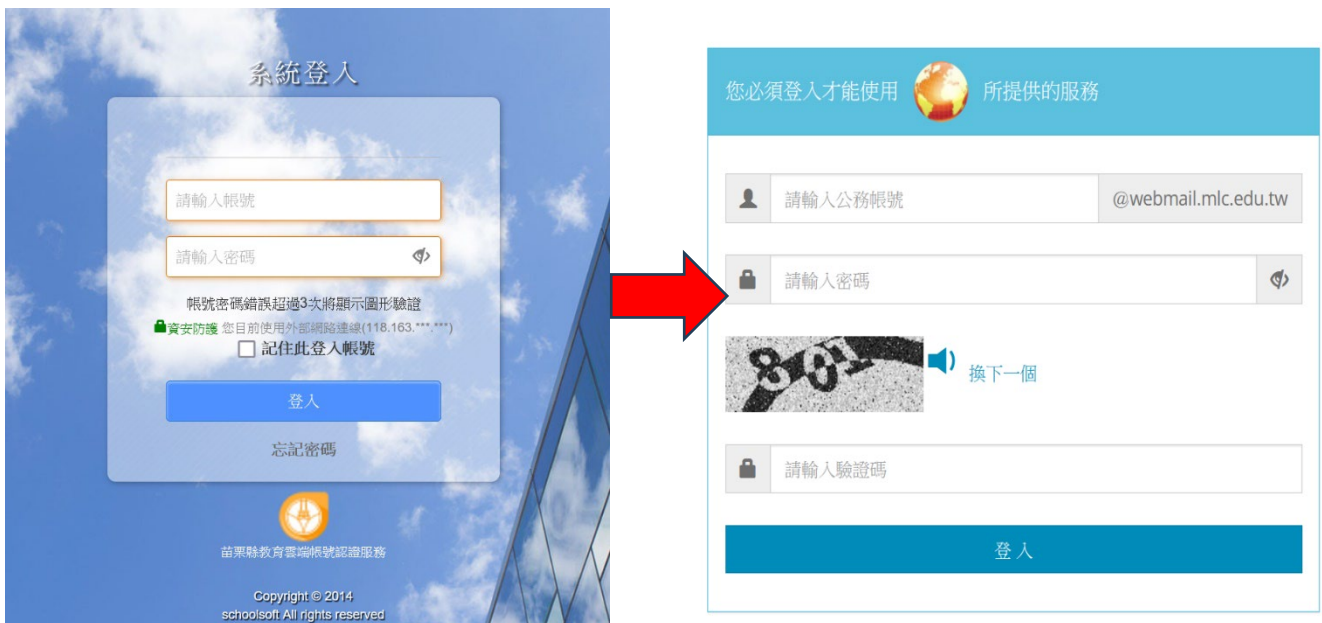 系統登入
請輸入帳號
請輸入密碼
帳號密碼錯誤超過3次將顯示圖形驗證
資安防護 您目前使用外部網路連線(118.163.***.***)
記住此登入帳號
登入
忘記密碼
苗栗縣教育雲端帳號認證服務
Copyright © 2014
schoolsoft All rights reserved
您必須登入才能使用 所提供的服務
請輸入公務帳號 @webmail.mlc.edu.tw
請輸入密碼
801
換下一個
請輸入驗證碼
登入